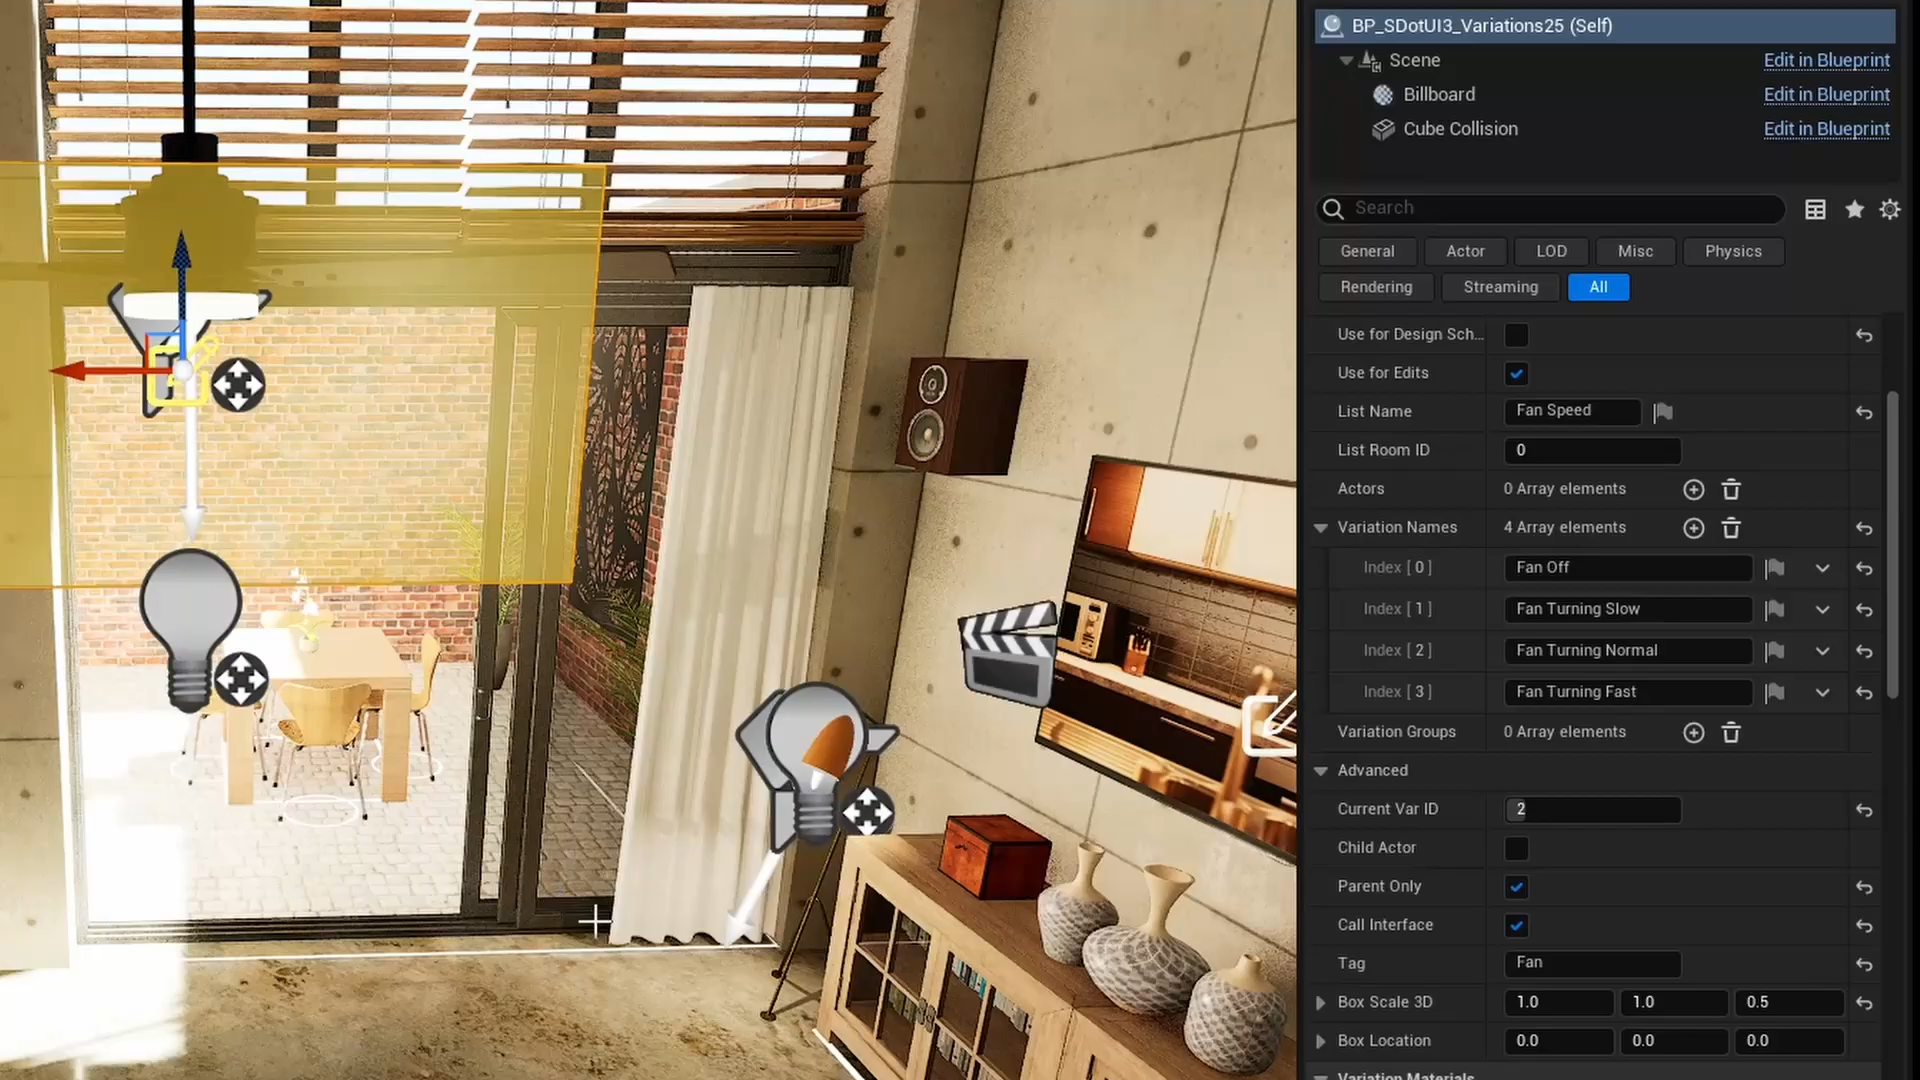 BP_SDotUI3_Variations25 (Self)
Scene Edit in Blueprint
Billboard Edit in Blueprint
Cube Collision Edit in Blueprint
Search
General Actor LOD Misc Physics
Rendering Streaming All
Use for Design Sch...
Use for Edits
List Name Fan Speed
List Room ID 0
Actors 0 Array elements
Variation Names 4 Array elements
Index [ 0 ] Fan Off
Index [ 1 ] Fan Turning Slow
Index [ 2 ] Fan Turning Normal
Index [ 3 ] Fan Turning Fast
Variation Groups 0 Array elements
Advanced
Current Var ID 2
Child Actor
Parent Only
Call Interface
Tag Fan
Box Scale 3D 1.0 1.0 0.5
Box Location 0.0 0.0 0.0
Variation Materials